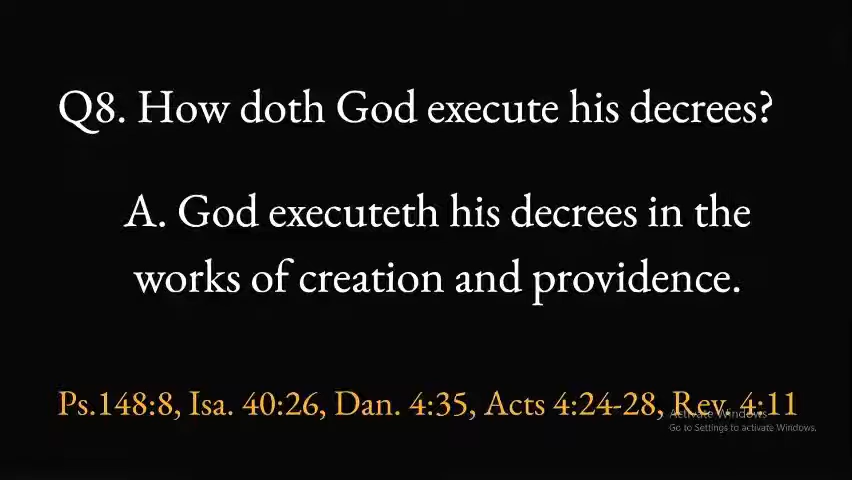 Q8. How doth God execute his decrees?
A. God executeth his decrees in the
works of creation and providence.
Ps.148:8, Isa. 40:26, Dan. 4:35, Acts 4:24-28, Rev. 4:11
Activate Windows
Go to Settings to activate Windows.